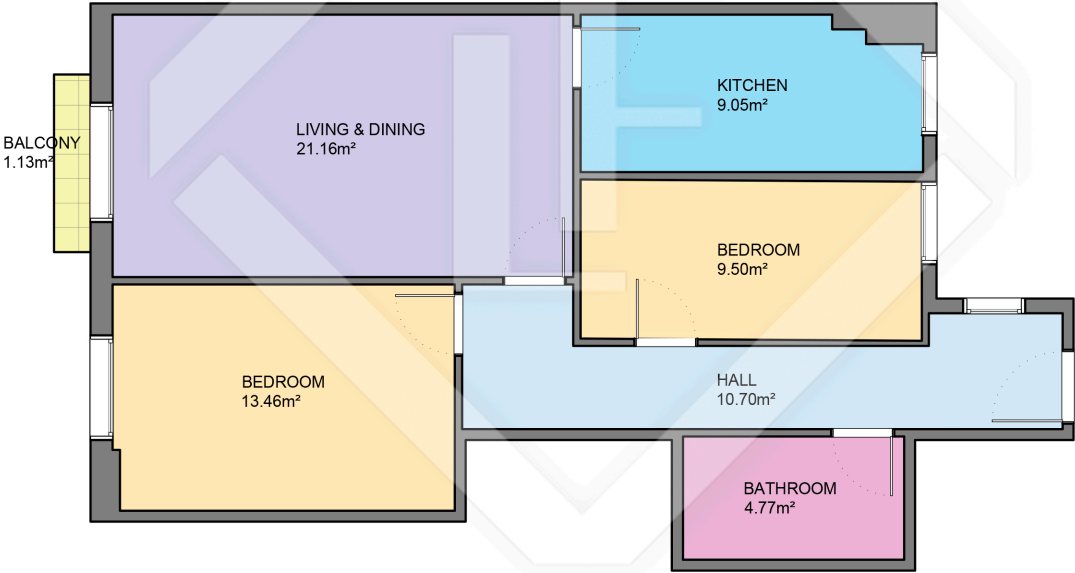 KITCHEN
9.05m²
LIVING & DINING
21.16m²
BALCONY
1.13m²
BEDROOM
9.50m²
BEDROOM
13.46m²
HALL
10.70m²
BATHROOM
4.77m²